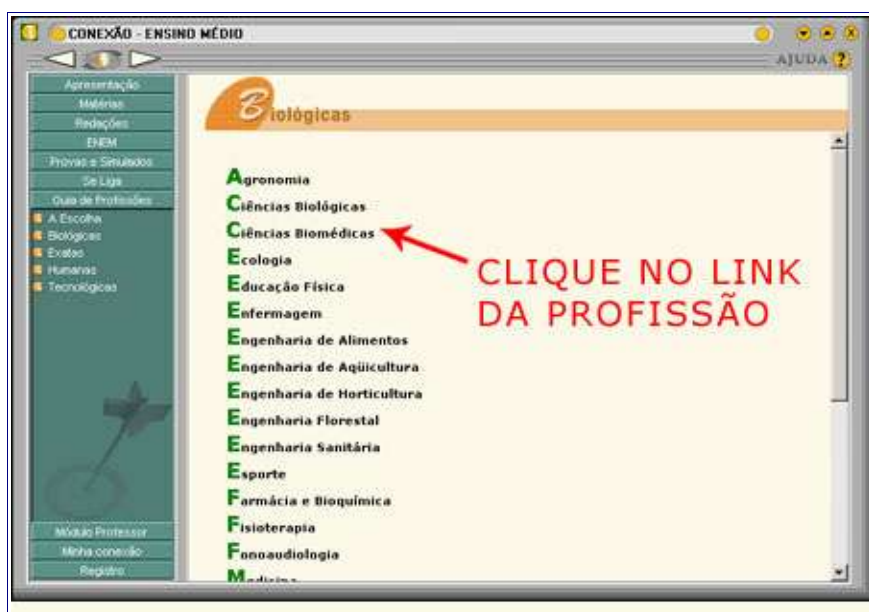 CONEXÃO - ENSINO MÉDIO
AJUDA ?
Apresentação
Matérias
Redações
ENEM
Provas e Simulados
Se Liga
Guia de Profissões
A Escolha
Biológicas
Exatas
Humanas
Tecnológicas
Módulo Professor
Minha conexão
Registro
Biológicas
Agronomia
Ciências Biológicas
Ciências Biomédicas
Ecologia
Educação Física
Enfermagem
Engenharia de Alimentos
Engenharia de Aqüicultura
Engenharia de Horticultura
Engenharia Florestal
Engenharia Sanitária
Esporte
Farmácia e Bioquímica
Fisioterapia
Fonoaudiologia
Medicina
CLIQUE NO LINK
DA PROFISSÃO